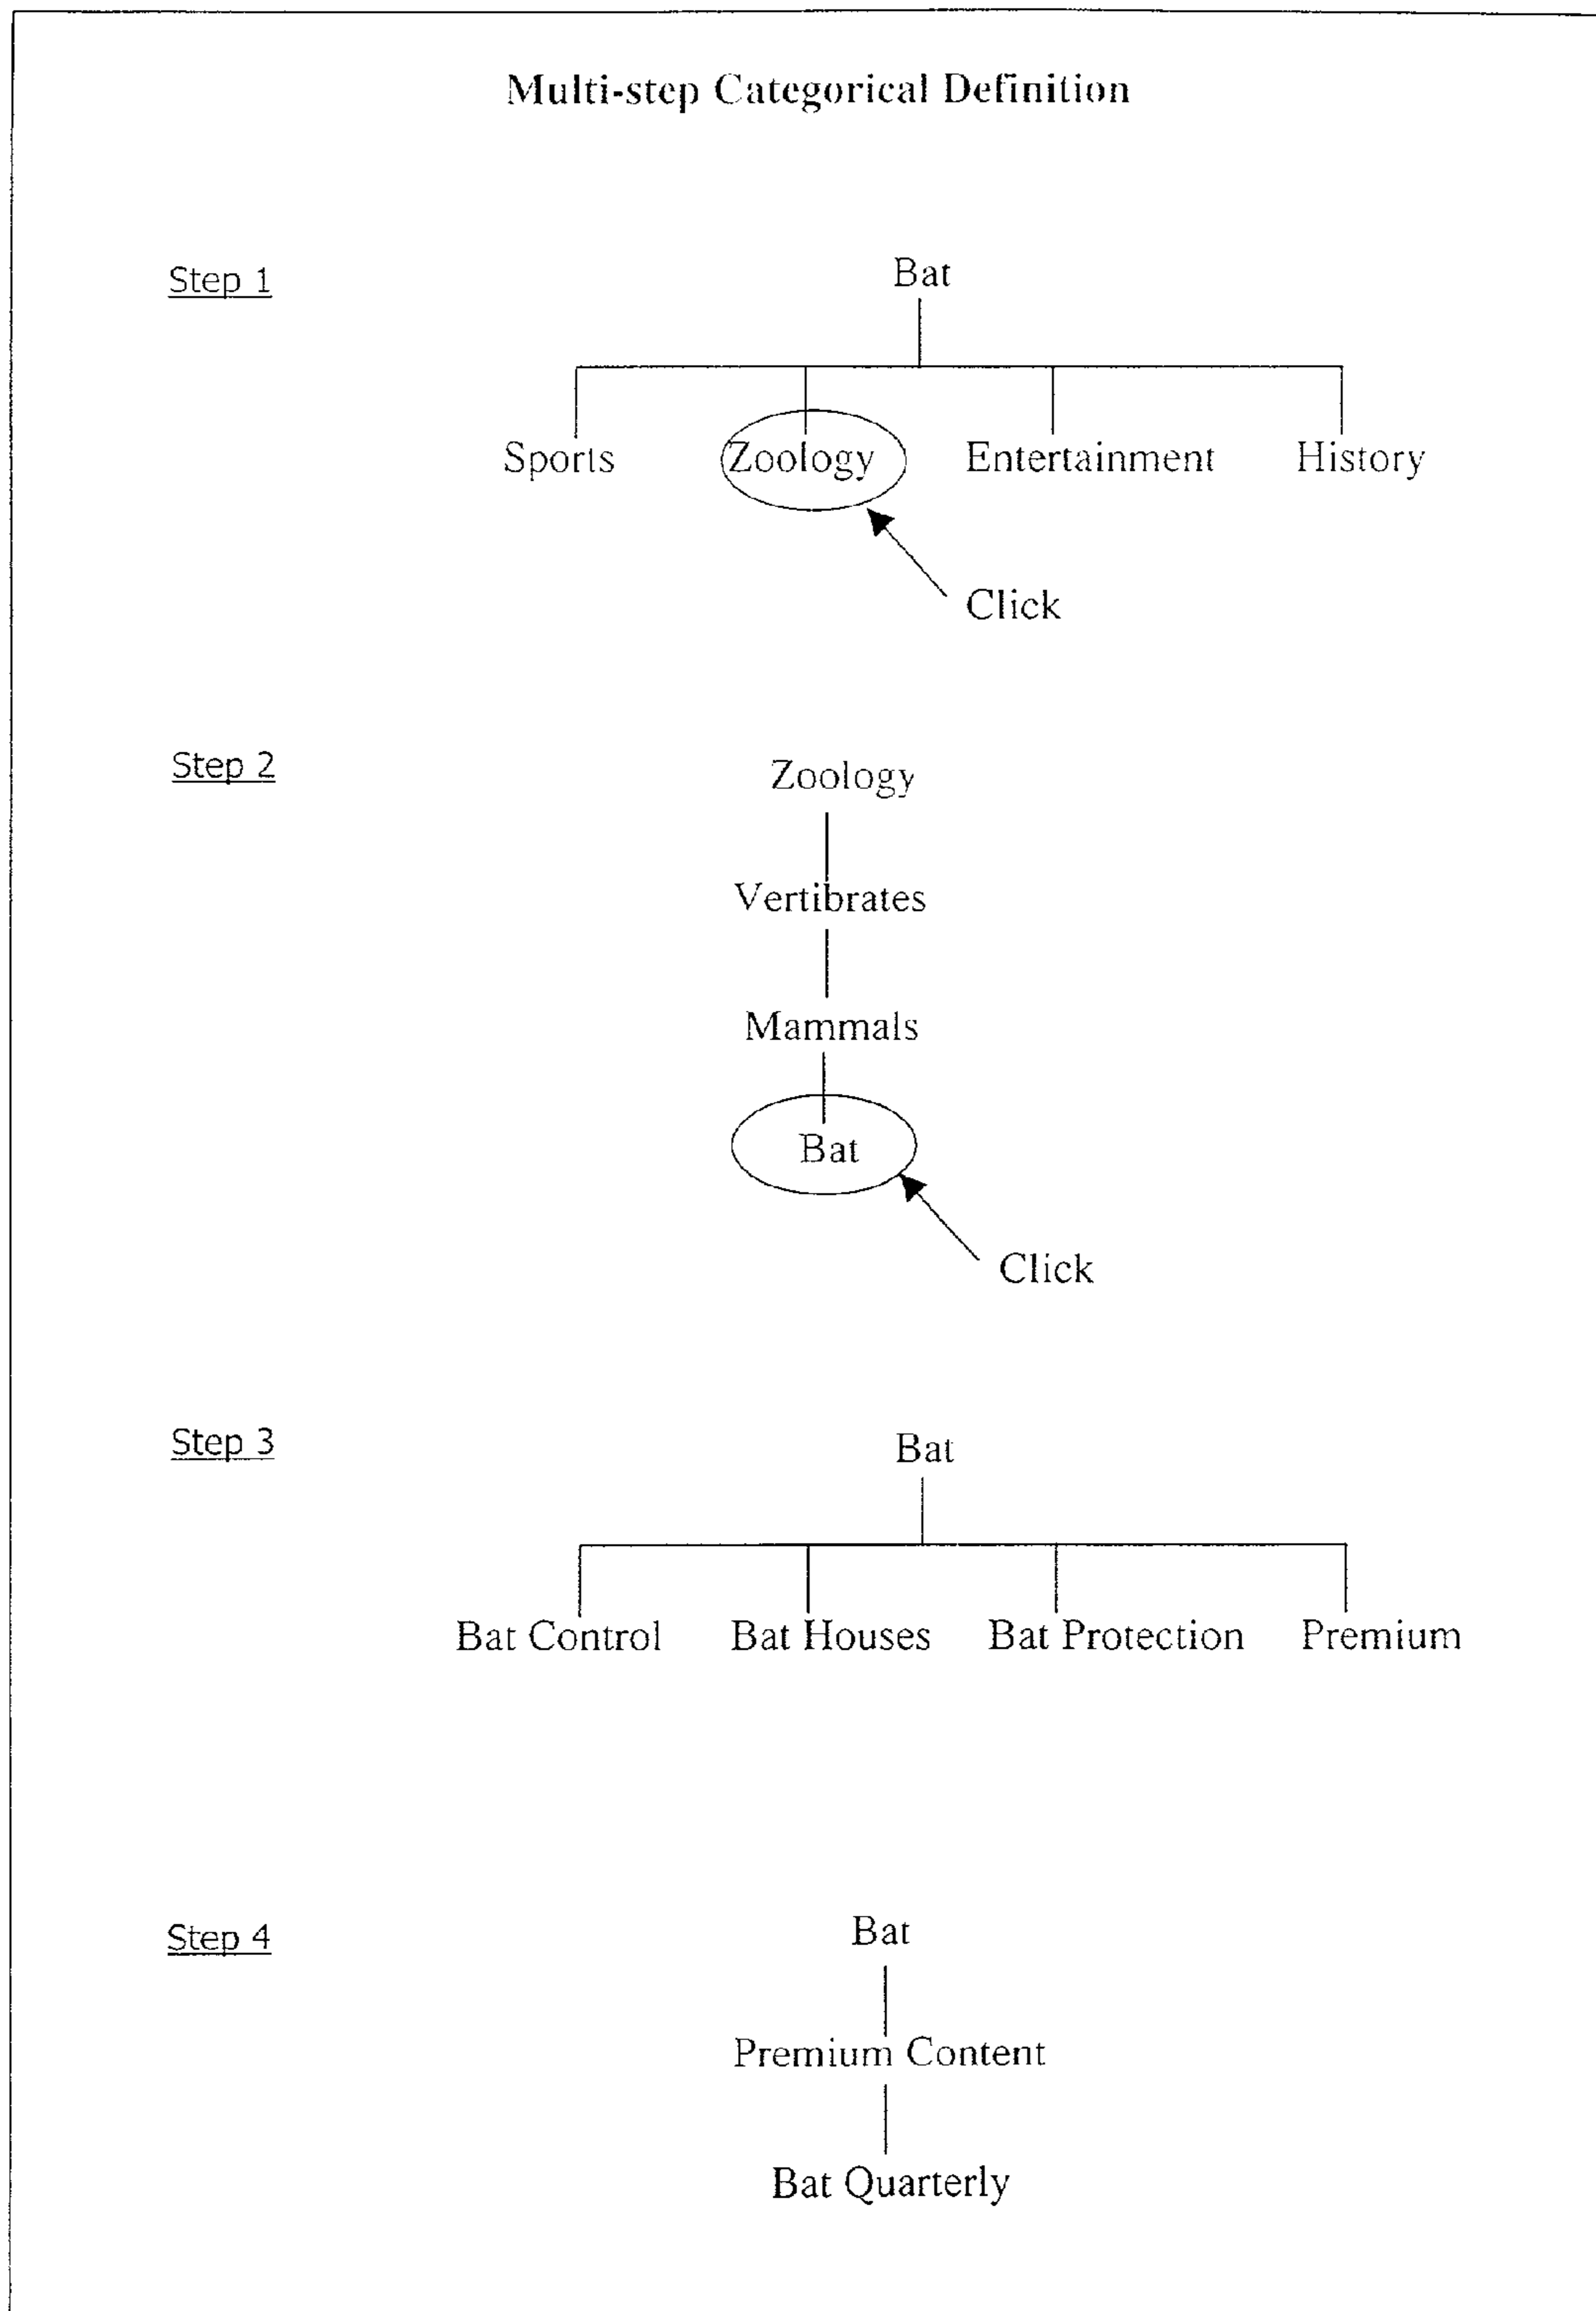 Multi-step Categorical Definition
Step 1
Bat
Sports Zoology Entertainment History
Click
Step 2
Zoology
Vertibrates
Mammals
Bat
Click
Step 3
Bat
Bat Control Bat Houses Bat Protection Premium
Step 4
Bat
Premium Content
Bat Quarterly